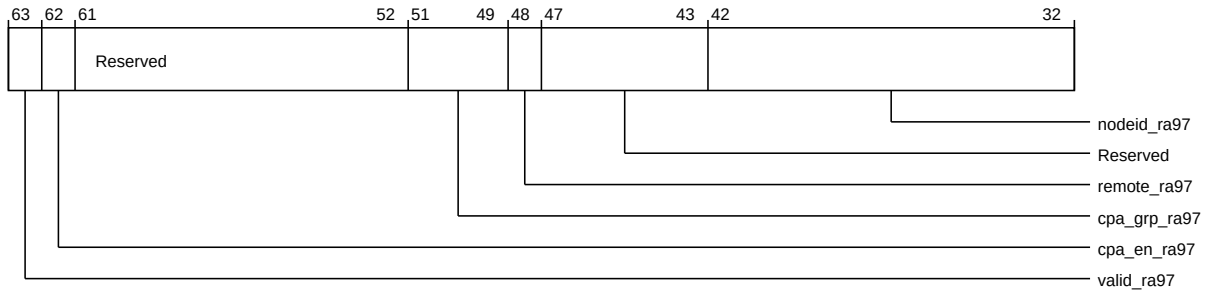 63 62 61 52 51 49 48 47 43 42 32
Reserved
nodeid_ra97
Reserved
remote_ra97
cpa_grp_ra97
cpa_en_ra97
valid_ra97